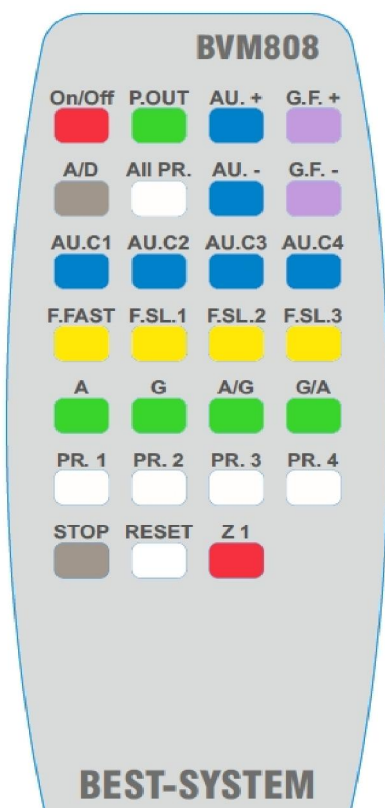 BVM808
On/Off P.OUT AU. + G.F. +
A/D All PR. AU. - G.F. -
AU.C1 AU.C2 AU.C3 AU.C4
F.FAST F.SL.1 F.SL.2 F.SL.3
A G A/G G/A
PR. 1 PR. 2 PR. 3 PR. 4
STOP RESET Z 1
BEST-SYSTEM